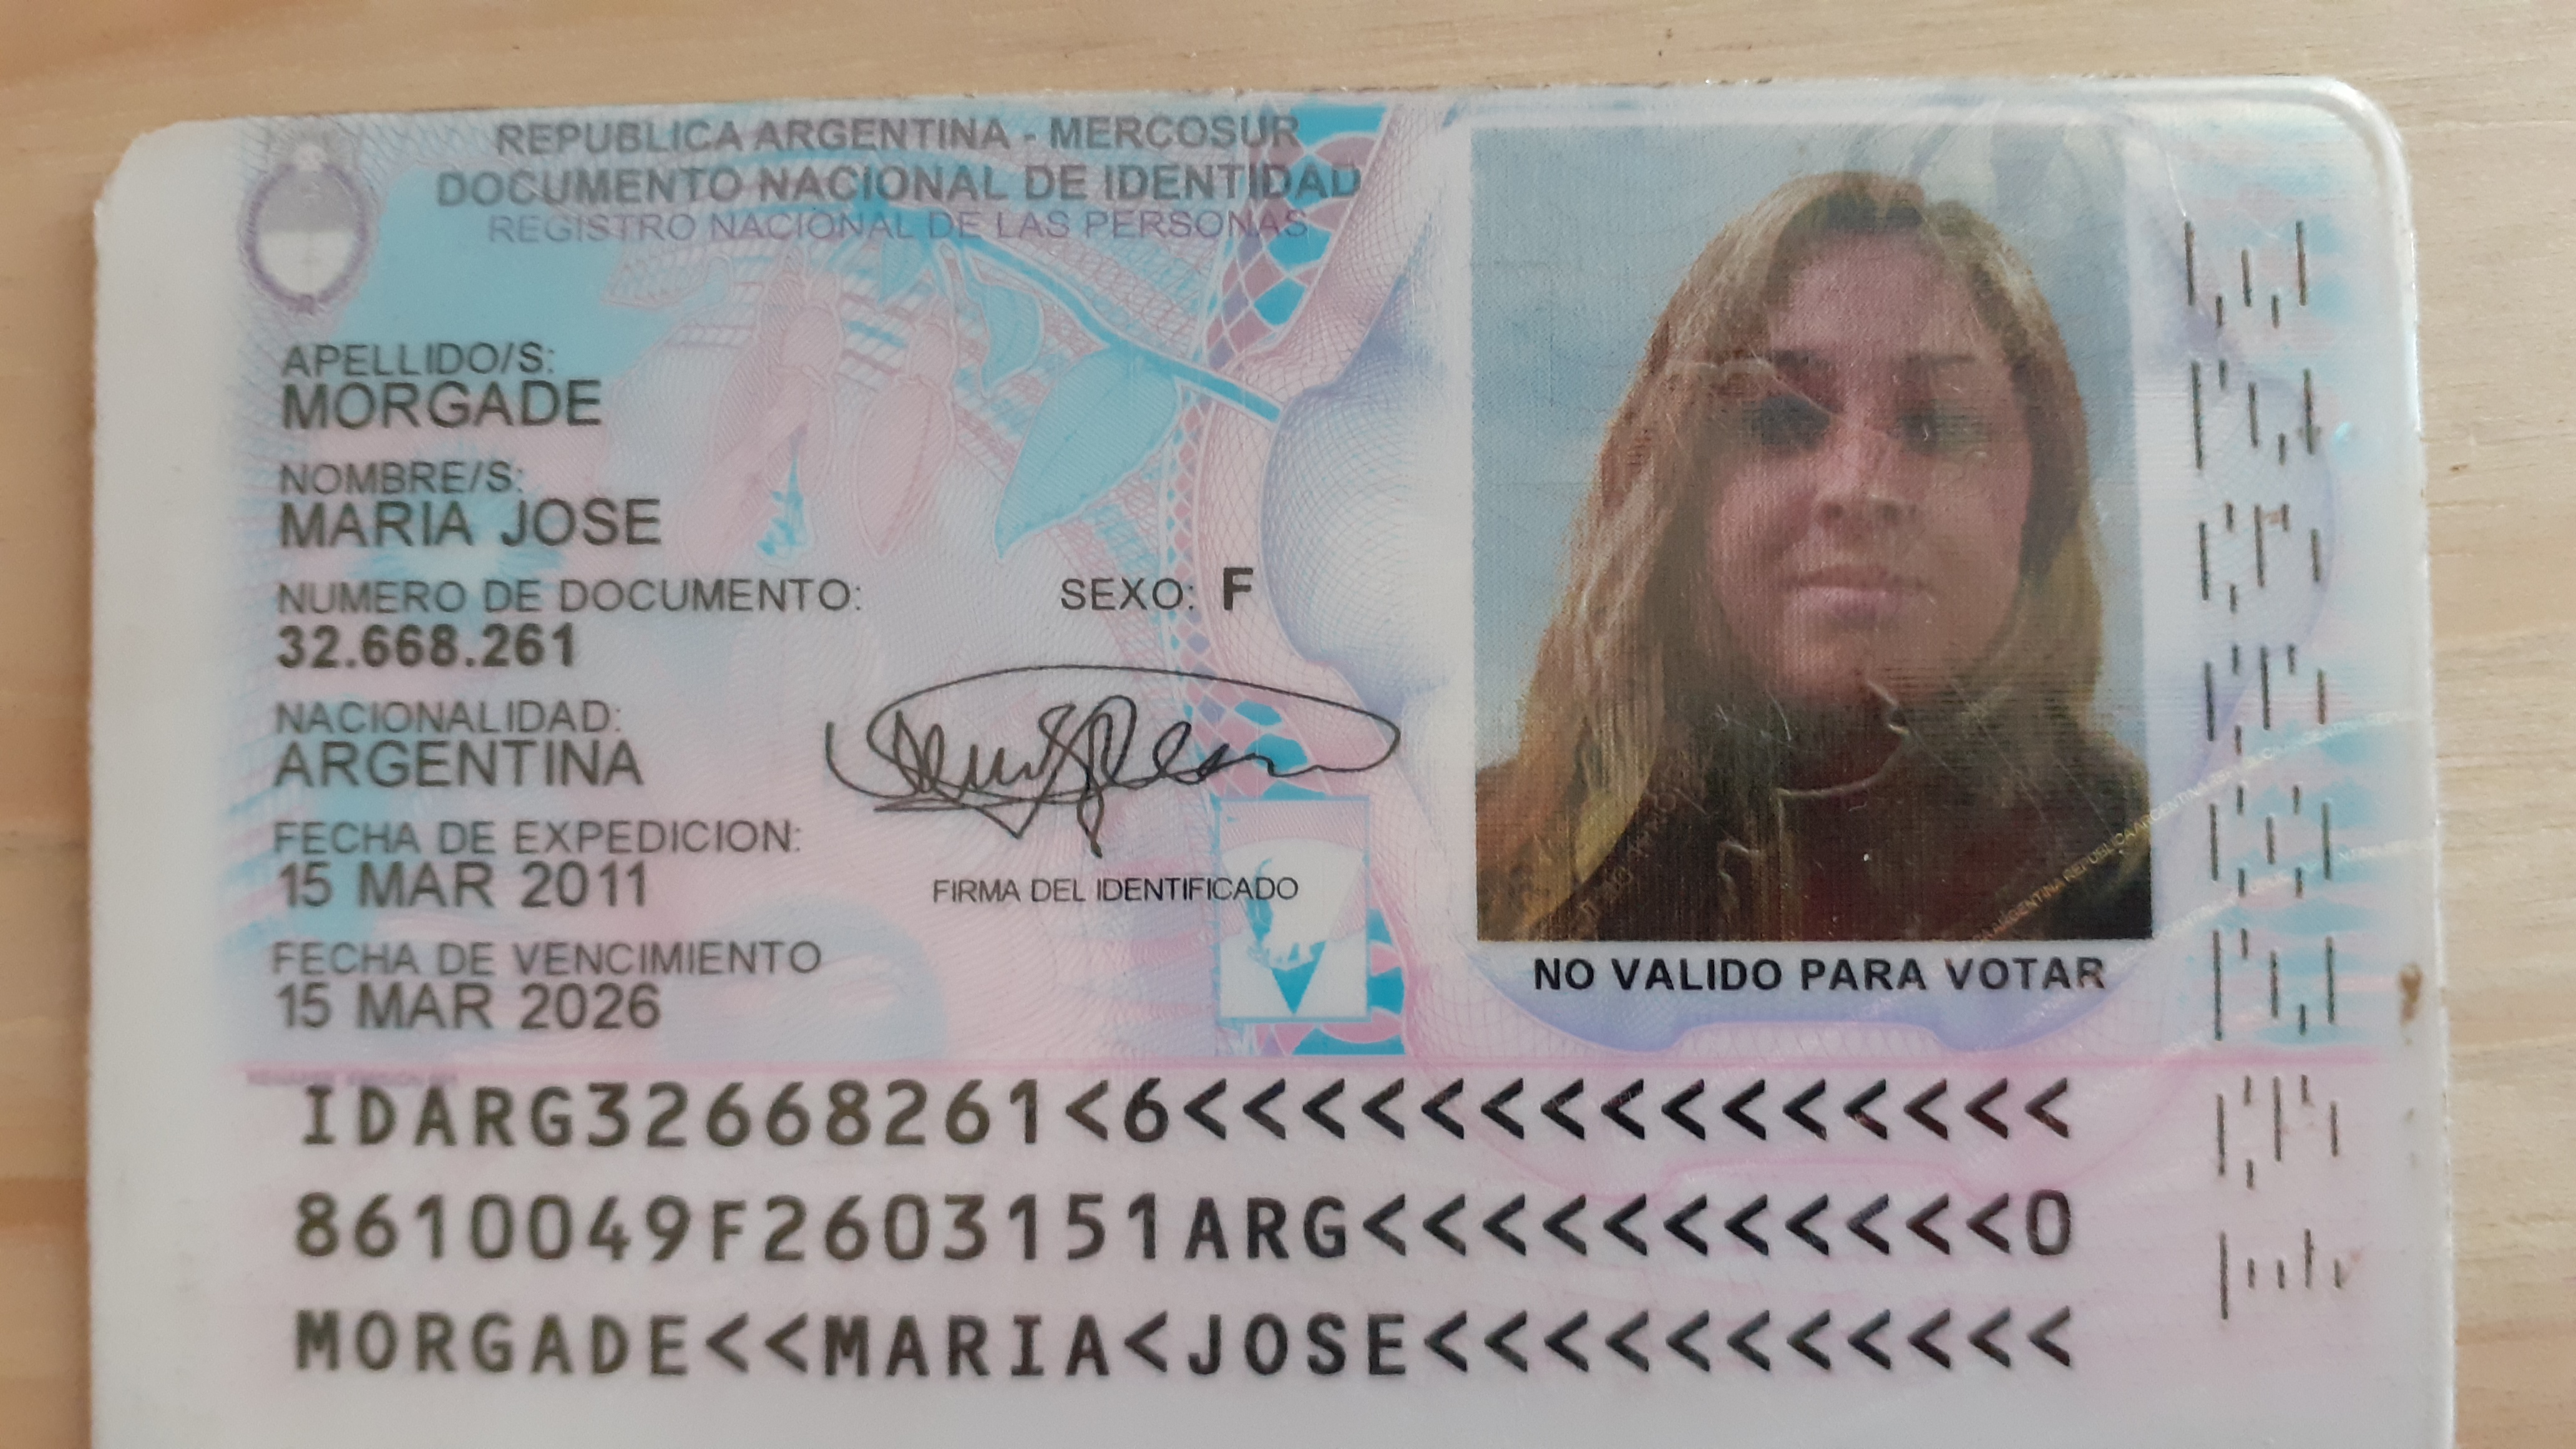 REPUBLICA ARGENTINA - MERCOSUR
DOCUMENTO NACIONAL DE IDENTIDAD
REGISTRO NACIONAL DE LAS PERSONAS
APELLIDO/S:
MORGADE
NOMBRE/S:
MARIA JOSE
NUMERO DE DOCUMENTO: SEXO: F
32.668.261
NACIONALIDAD:
ARGENTINA
FECHA DE EXPEDICION:
15 MAR 2011
FIRMA DEL IDENTIFICADO
FECHA DE VENCIMIENTO
15 MAR 2026
NO VALIDO PARA VOTAR
IDARG32668261<6<<<<<<<<<<<<<<<
8610049F2603151ARG<<<<<<<<<<<0
MORGADE<<MARIA<JOSE<<<<<<<<<<<